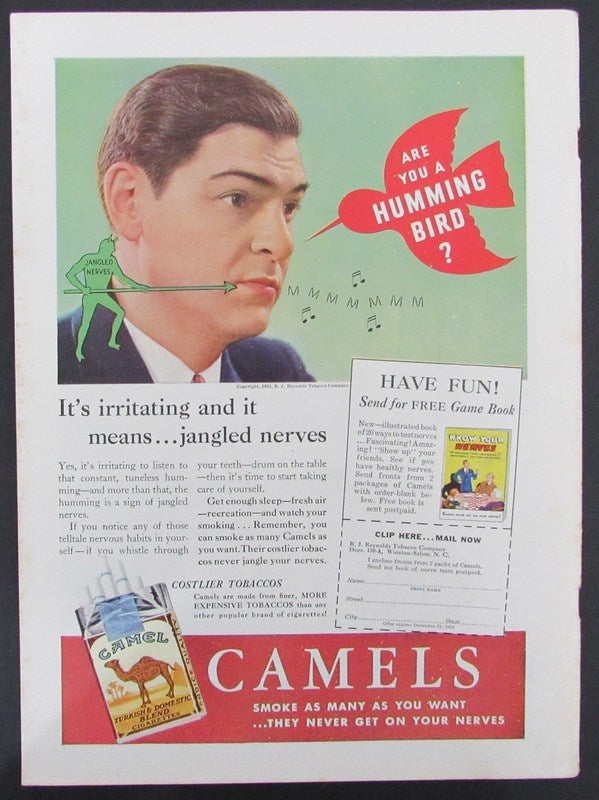 ARE
YOU A
HUMMING
BIRD
?
JANGLED
NERVES
M M M M M M M
Copyright, 1934, R. J. Reynolds Tobacco Company
It's irritating and it
means...jangled nerves
Yes, it's irritating to listen to
that constant, tuneless hum-
ming—and more than that, the
humming is a sign of jangled
nerves.
If you notice any of those
telltale nervous habits in your-
self—if you whistle through
your teeth—drum on the table
—then it's time to start taking
care of yourself.
Get enough sleep—fresh air
—recreation—and watch your
smoking... Remember, you
can smoke as many Camels as
you want. Their costlier tobac-
cos never jangle your nerves.
COSTLIER TOBACCOS
Camels are made from finer, MORE
EXPENSIVE TOBACCOS than any
other popular brand of cigarettes!
HAVE FUN!
Send for FREE Game Book
New—illustrated book
of 20 ways to test nerves
...Fascinating! Amaz-
ing! "Show up" your
friends. See if you
have healthy nerves.
Send fronts from 2
packages of Camels
with order-blank be-
low. Free book is
sent postpaid.
KNOW YOUR
NERVES
CLIP HERE...MAIL NOW
R. J. Reynolds Tobacco Company
Dept. 130-A, Winston-Salem, N. C.
I enclose fronts from 2 packs of Camels.
Send me book of nerve tests postpaid.
Name
PRINT NAME
Street
City State
Offer expires December 31, 1934
CAMEL
TURKISH & DOMESTIC
BLEND
CIGARETTES
CAMELS
SMOKE AS MANY AS YOU WANT
...THEY NEVER GET ON YOUR NERVES